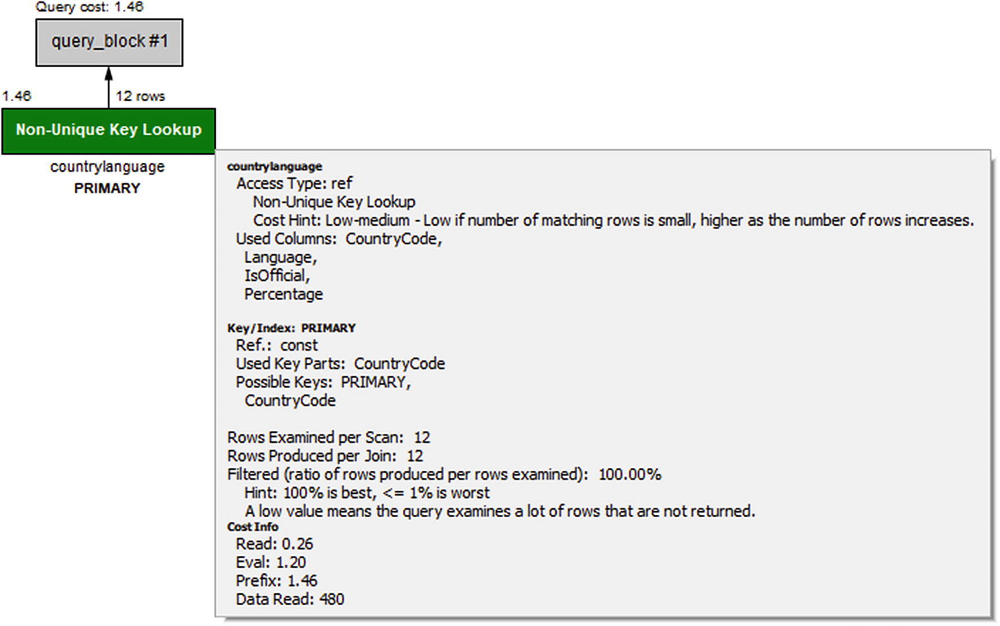 Query cost: 1.46
query_block #1
1.46
12 rows
Non-Unique Key Lookup
countrylanguage
PRIMARY
countrylanguage
Access Type: ref
Non-Unique Key Lookup
Cost Hint: Low-medium - Low if number of matching rows is small, higher as the number of rows increases.
Used Columns: CountryCode,
Language,
IsOfficial,
Percentage
Key/Index: PRIMARY
Ref.: const
Used Key Parts: CountryCode
Possible Keys: PRIMARY,
CountryCode
Rows Examined per Scan: 12
Rows Produced per Join: 12
Filtered (ratio of rows produced per rows examined): 100.00%
Hint: 100% is best, <= 1% is worst
A low value means the query examines a lot of rows that are not returned.
Cost Info
Read: 0.26
Eval: 1.20
Prefix: 1.46
Data Read: 480